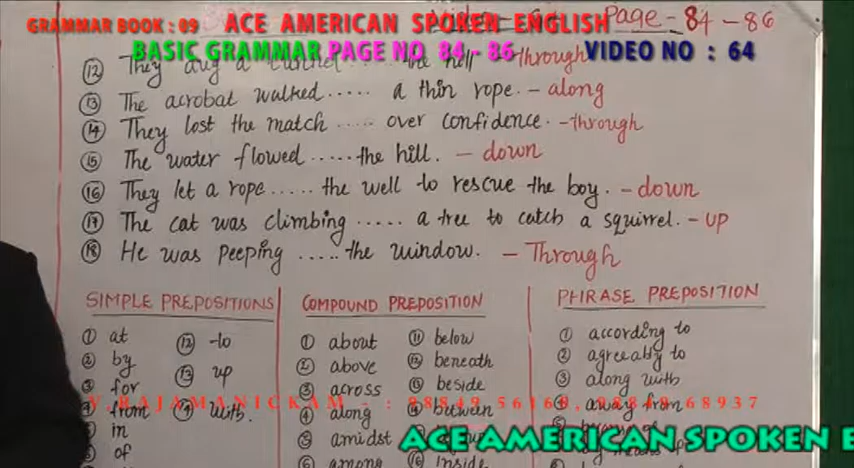 GRAMMAR BOOK : 09 ACE AMERICAN SPOKEN ENGLISH Page - 84 - 86
BASIC GRAMMAR PAGE NO 84 - 86 VIDEO NO : 64
12 They dug a tunnel ..... the hill - through
13 The acrobat walked ..... a thin rope. - along
14 They lost the match ..... over confidence. - through
15 The water flowed ..... the hill. - down
16 They let a rope ...... the well to rescue the boy. - down
17 The cat was climbing ..... a tree to catch a squirrel. - up
18 He was peeping ..... the window. - Through
SIMPLE PREPOSITIONS
1 at
2 by
3 for
4 from
5 in
of
12 to
13 up
14 with.
COMPOUND PREPOSITION
1 about
2 above
3 across
4 along
5 amidst
6 among
11 below
12 beneath
13 beside
14 between
16 inside
PHRASE PREPOSITION
1 according to
2 agreeably to
3 along with
4 away from
V. RAJAMANICKAM - :
68937
ACE AMERICAN SPOKEN E